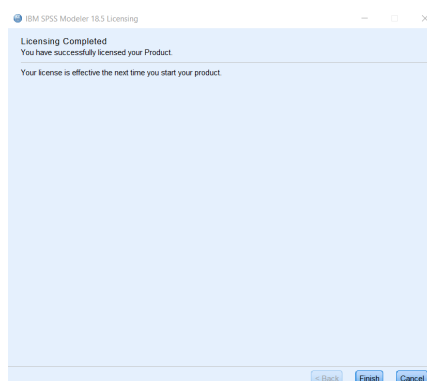 IBM SPSS Modeler 18.5 Licensing
Licensing Completed
You have successfully licensed your Product.
Your license is effective the next time you start your product.
< Back Finish Cancel